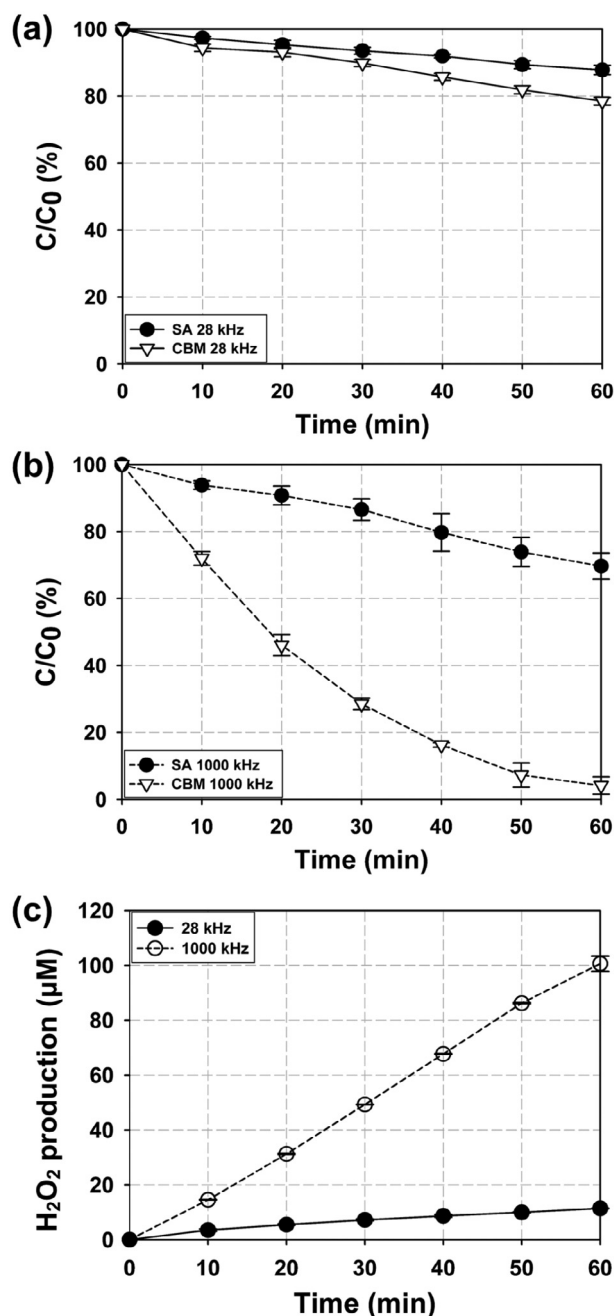 (a)
100
80
60
40
20
0
C/C0 (%)
SA 28 kHz
CBM 28 kHz
0 10 20 30 40 50 60
Time (min)
(b)
100
80
60
40
20
0
C/C0 (%)
SA 1000 kHz
CBM 1000 kHz
0 10 20 30 40 50 60
Time (min)
(c)
120
100
80
60
40
20
0
H2O2 production (µM)
28 kHz
1000 kHz
0 10 20 30 40 50 60
Time (min)